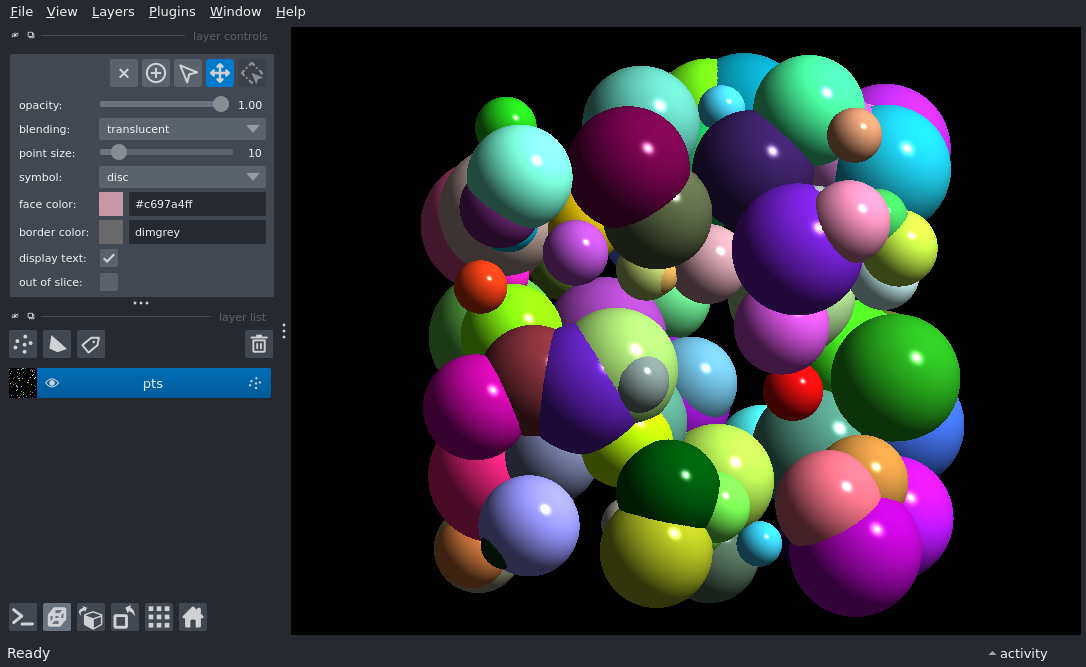 File View Layers Plugins Window Help
layer controls
opacity: 1.00
blending: translucent
point size: 10
symbol: disc
face color: #c697a4ff
border color: dimgrey
display text:
out of slice:
layer list
pts
Ready
activity